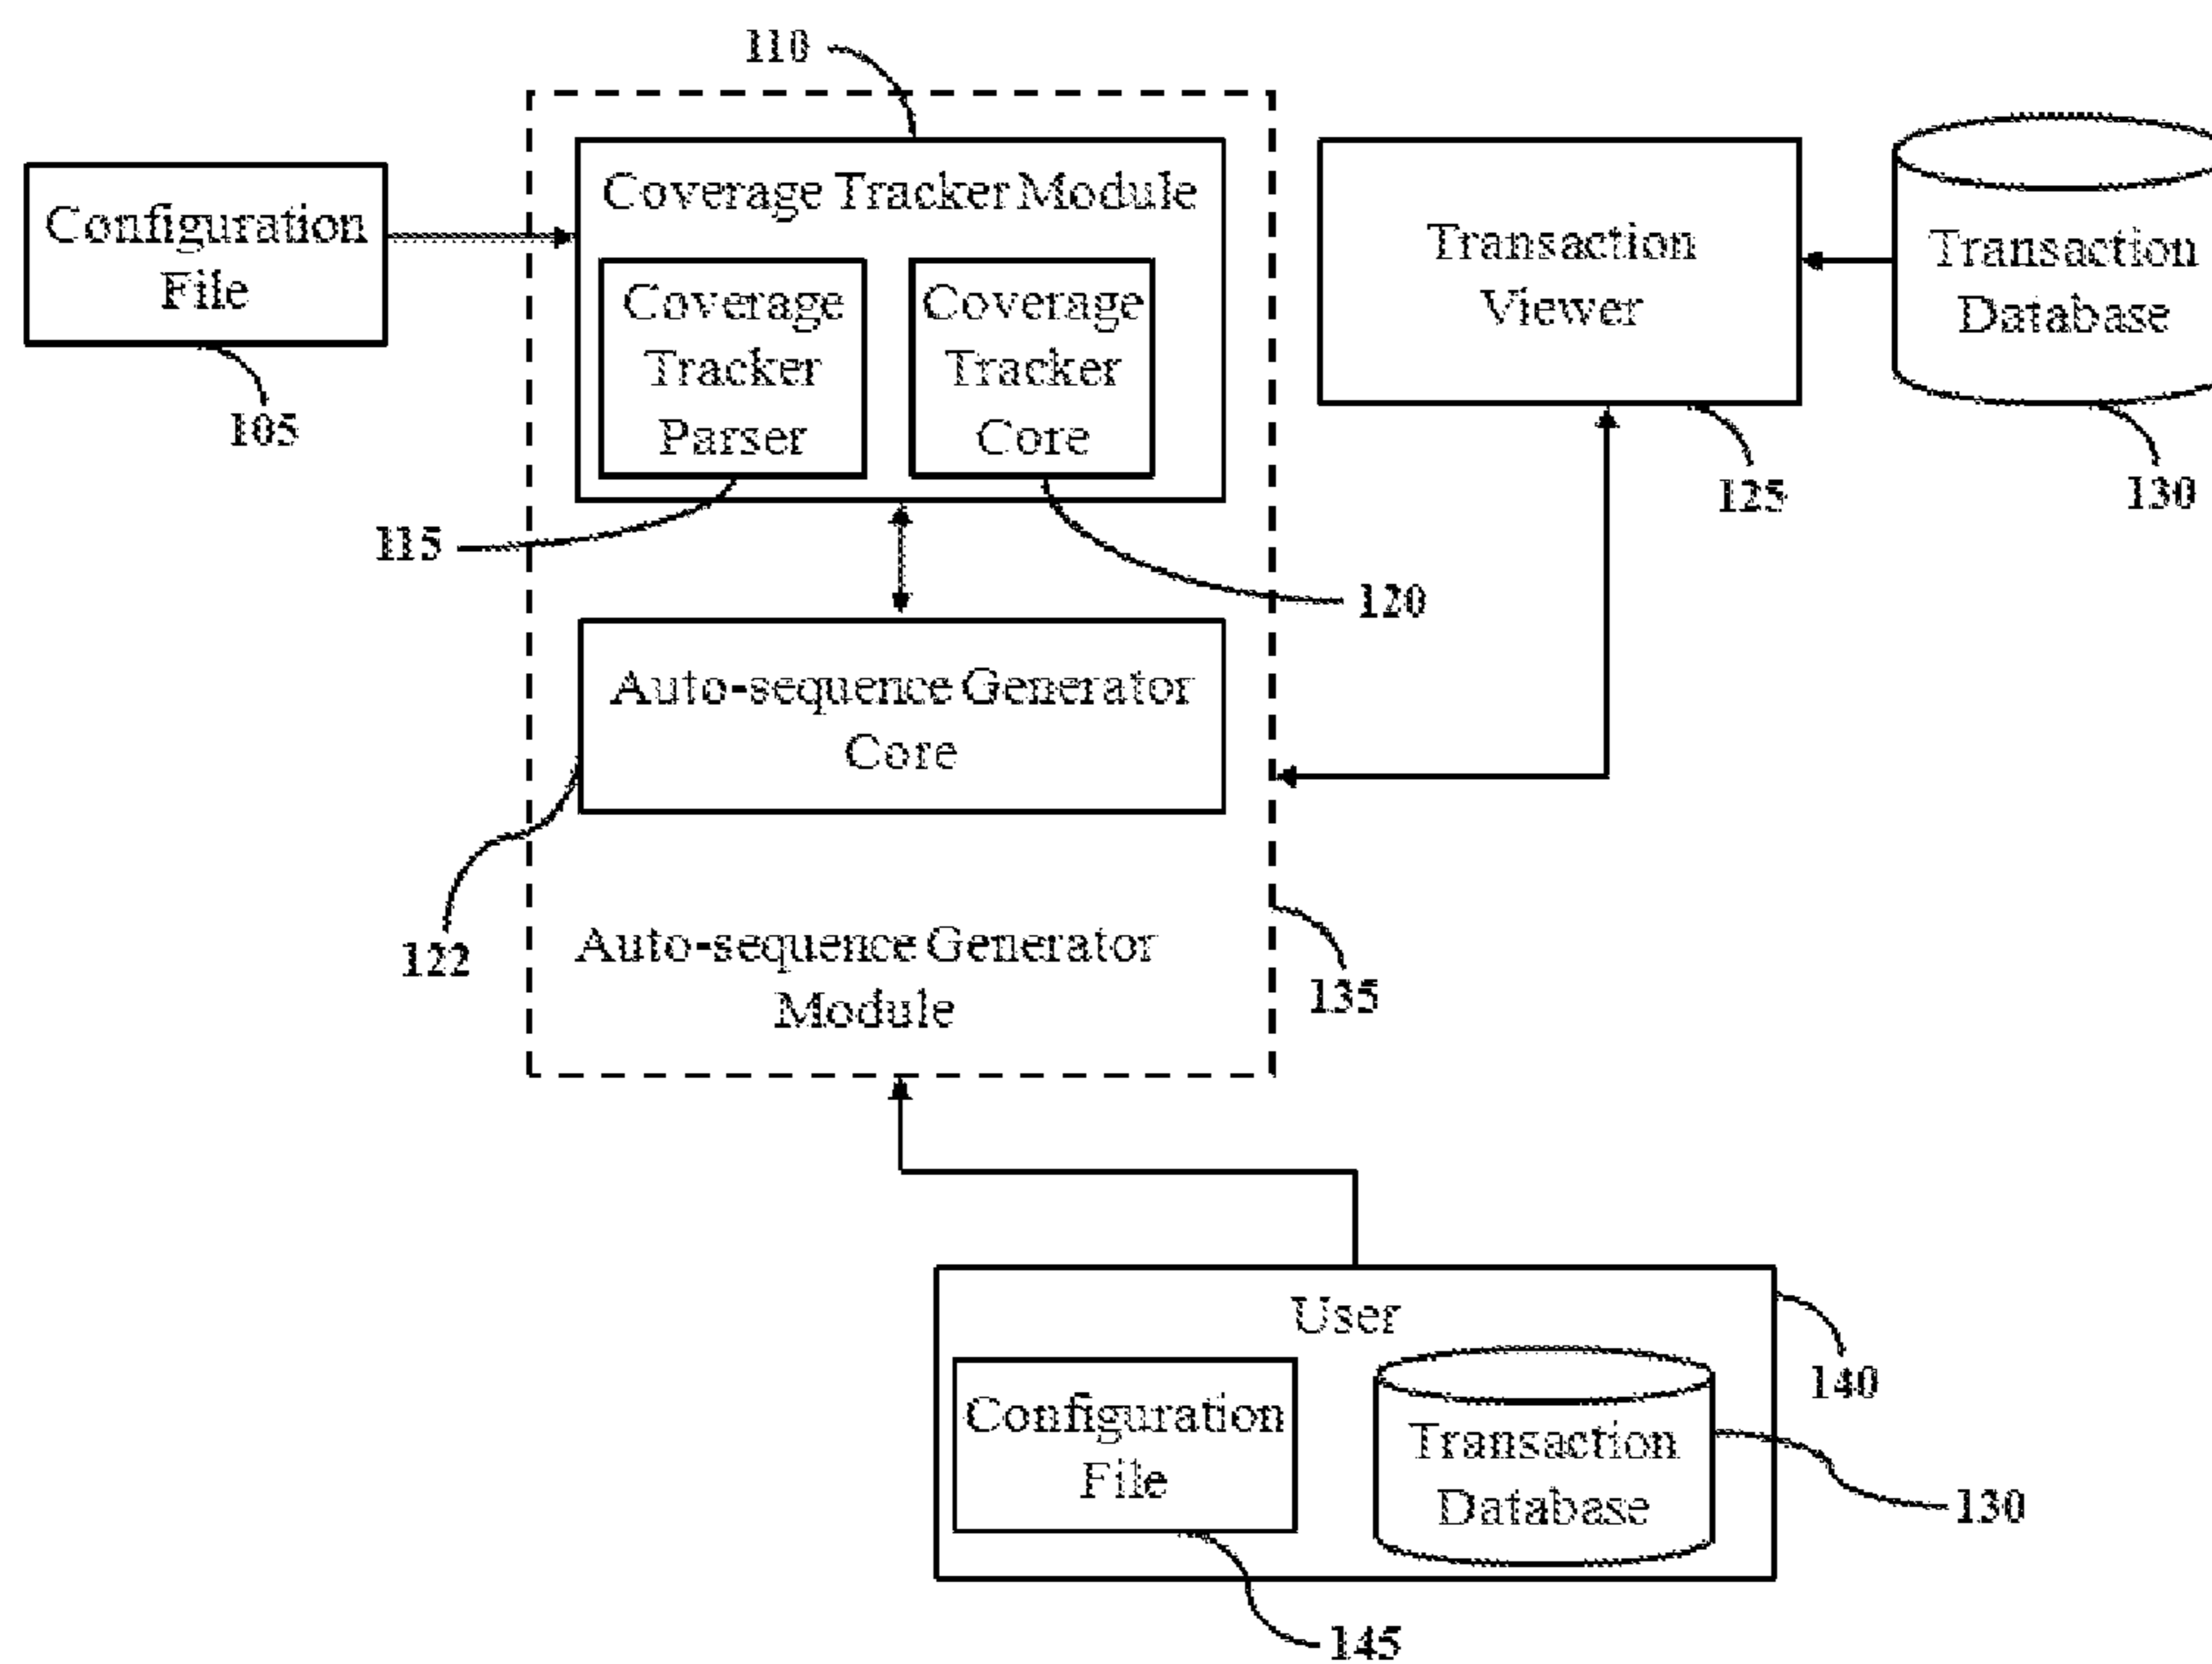 110
Configuration
File
105
Coverage Tracker Module
Coverage
Tracker
Parser
Coverage
Tracker
Core
115
120
Transaction
Viewer
125
Transaction
Database
130
Auto-sequence Generator
Core
122
Auto-sequence Generator
Module
135
User
140
Configuration
File
145
Transaction
Database
130